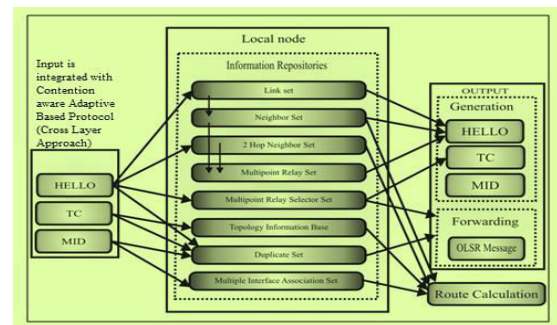 Local node
Input is
integrated with
Contention
aware Adaptive
Based Protocol
(Cross Layer
Approach)
HELLO
TC
MID
Information Repositories
Link set
Neighbor Set
2 Hop Neighbor Set
Multipoint Relay Set
Multipoint Relay Selector Set
Topology Information Base
Duplicate Set
Multiple Interface Association Set
OUTPUT
Generation
HELLO
TC
MID
Forwarding
OLSR Message
Route Calculation